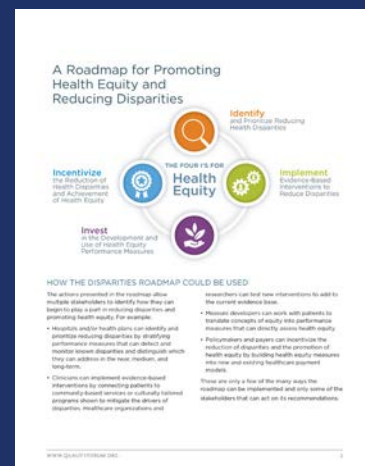 A Roadmap for Promoting
Health Equity and
Reducing Disparities
Identify
and Prioritize Reducing
Health Disparities
Incentivize
the Reduction of
Health Disparities
and Achievement
of Health Equity
THE FOUR I'S FOR
Health
Equity
Implement
Evidence-Based
Interventions to
Reduce Disparities
Invest
in the Development and
Use of Health Equity
Performance Measures
HOW THE DISPARITIES ROADMAP COULD BE USED
The actions presented in the roadmap allow
multiple stakeholders to identify how they can
begin to play a part in reducing disparities and
promoting health equity. For example:
• Hospitals and/or health plans can identify and
prioritize reducing disparities by stratifying
performance measures that can detect and
monitor known disparities and distinguish which
they can address in the near, medium, and
long-term.
• Clinicians can implement evidence-based
interventions by connecting patients to
community-based services or culturally tailored
programs shown to mitigate the drivers of
disparities. Healthcare organizations and
researchers can test new interventions to add to
the current evidence base.
• Measure developers can work with patients to
translate concepts of equity into performance
measures that can directly assess health equity.
• Policymakers and payers can incentivize the
reduction of disparities and the promotion of
health equity by building health equity measures
into new and existing healthcare payment
models.
These are only a few of the many ways the
roadmap can be implemented and only some of the
stakeholders that can act on its recommendations.
WWW.QUALITYFORUM.ORG